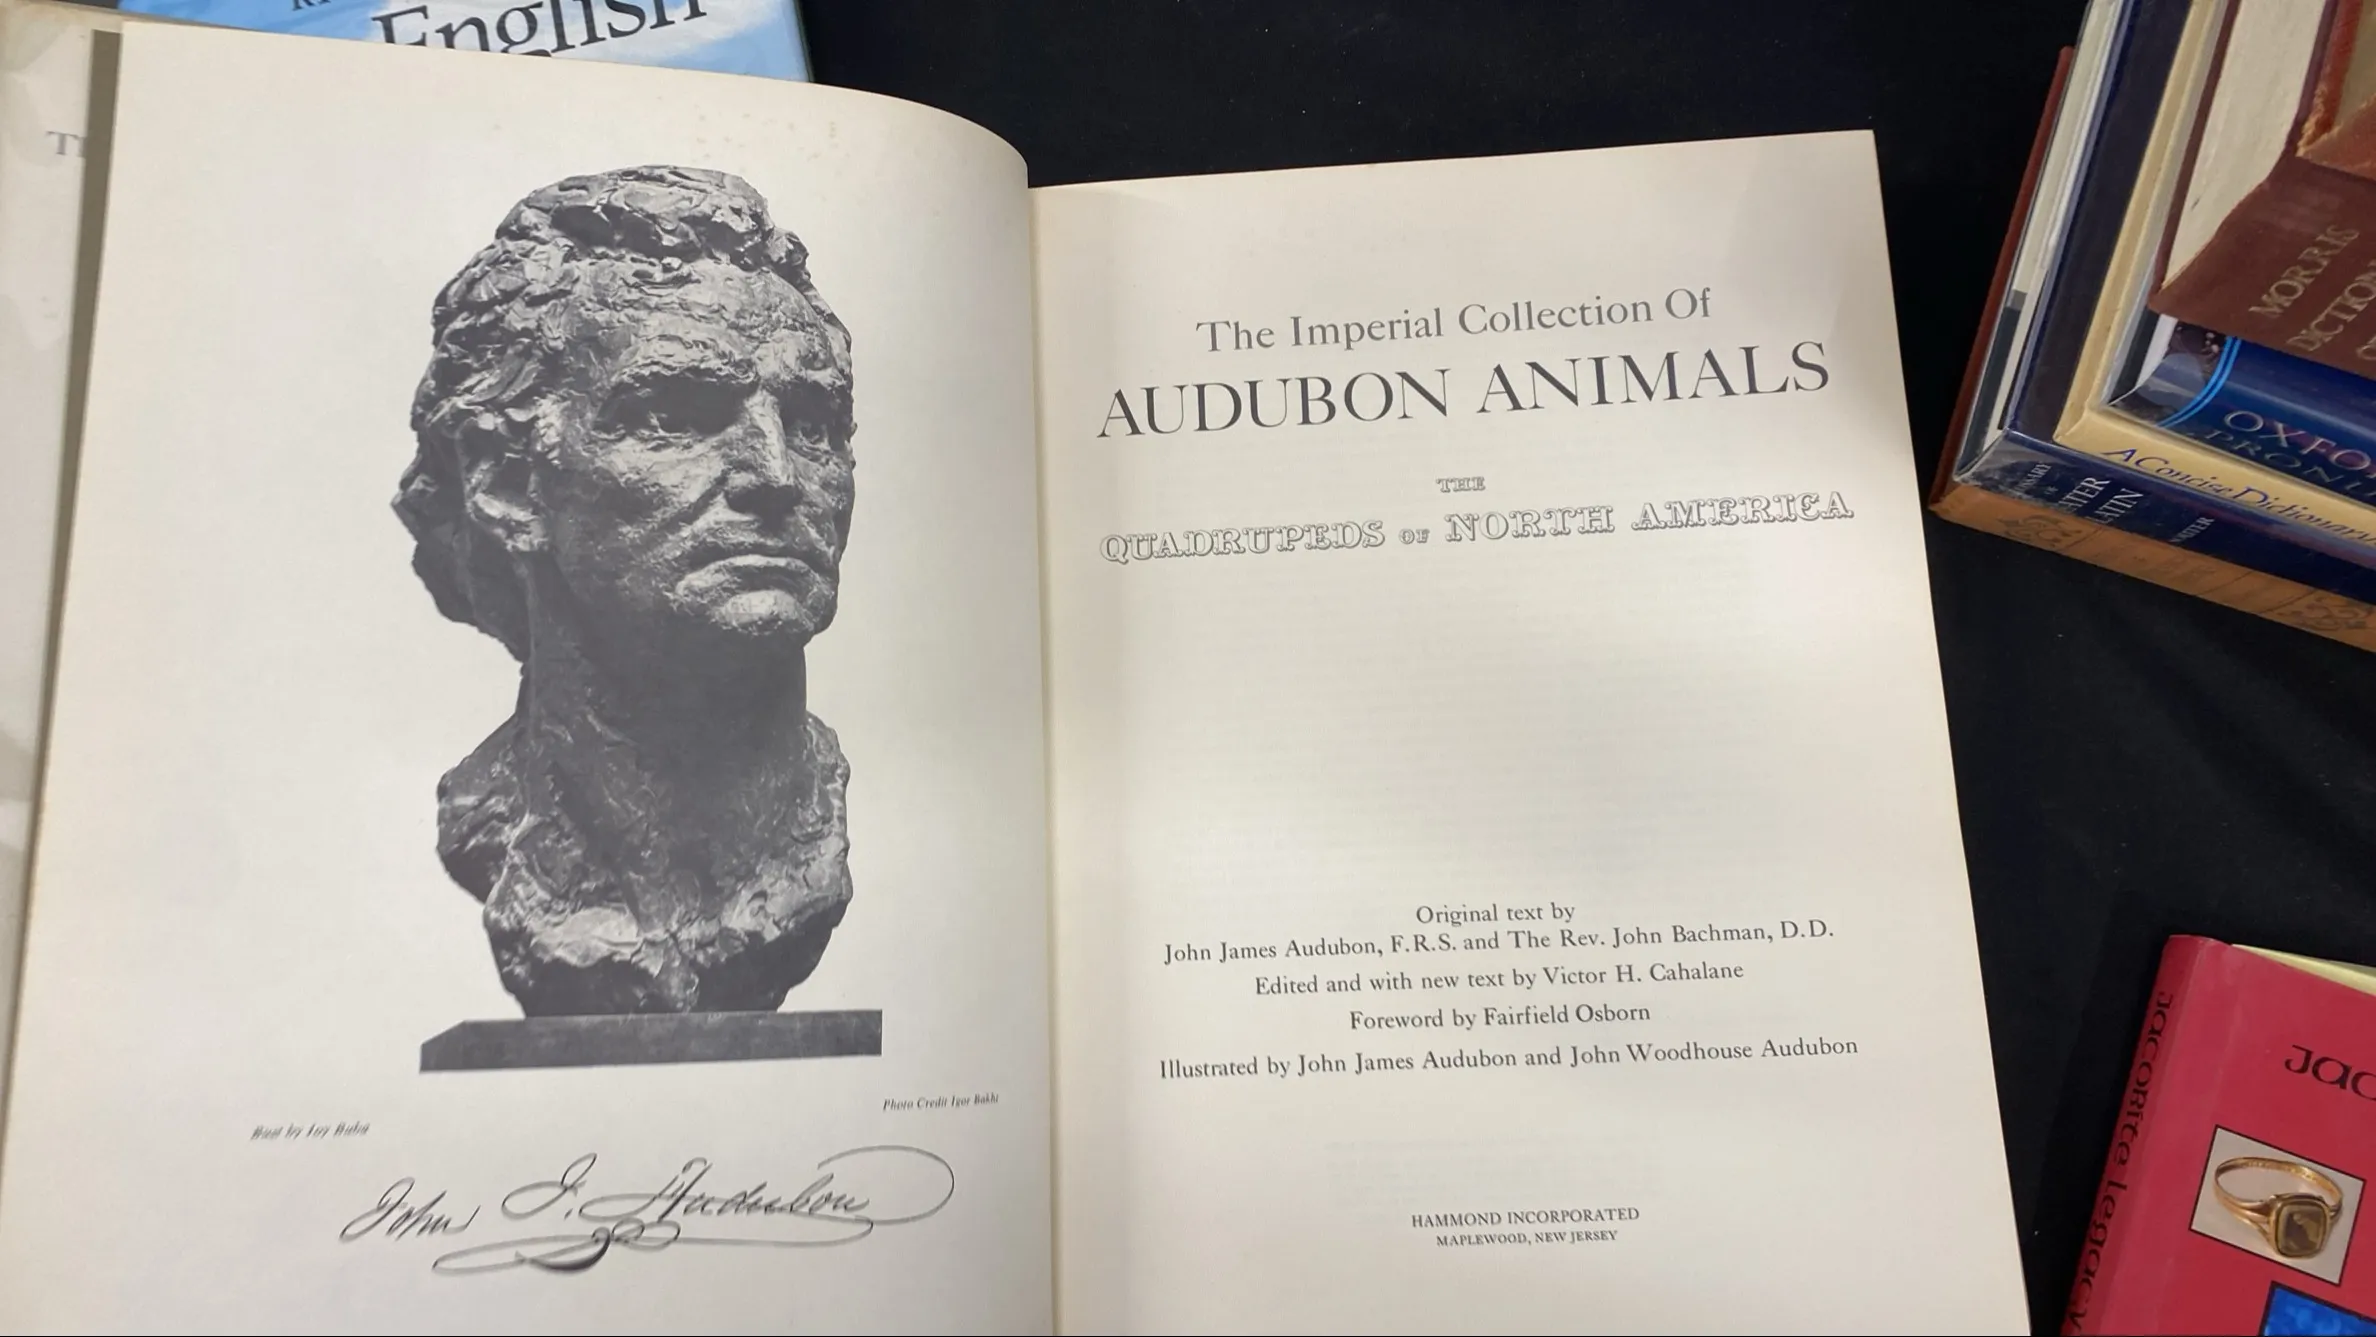 English
Photo Credit Igor Bakht
John J. Audubon
The Imperial Collection Of
AUDUBON ANIMALS
THE
QUADRUPEDS OF NORTH AMERICA
Original text by
John James Audubon, F.R.S. and The Rev. John Bachman, D.D.
Edited and with new text by Victor H. Cahalane
Foreword by Fairfield Osborn
Illustrated by John James Audubon and John Woodhouse Audubon
HAMMOND INCORPORATED
MAPLEWOOD, NEW JERSEY
MORRIS
OXFO
A Concise Dictionary
LATIN
Jacobite legacy
Jac